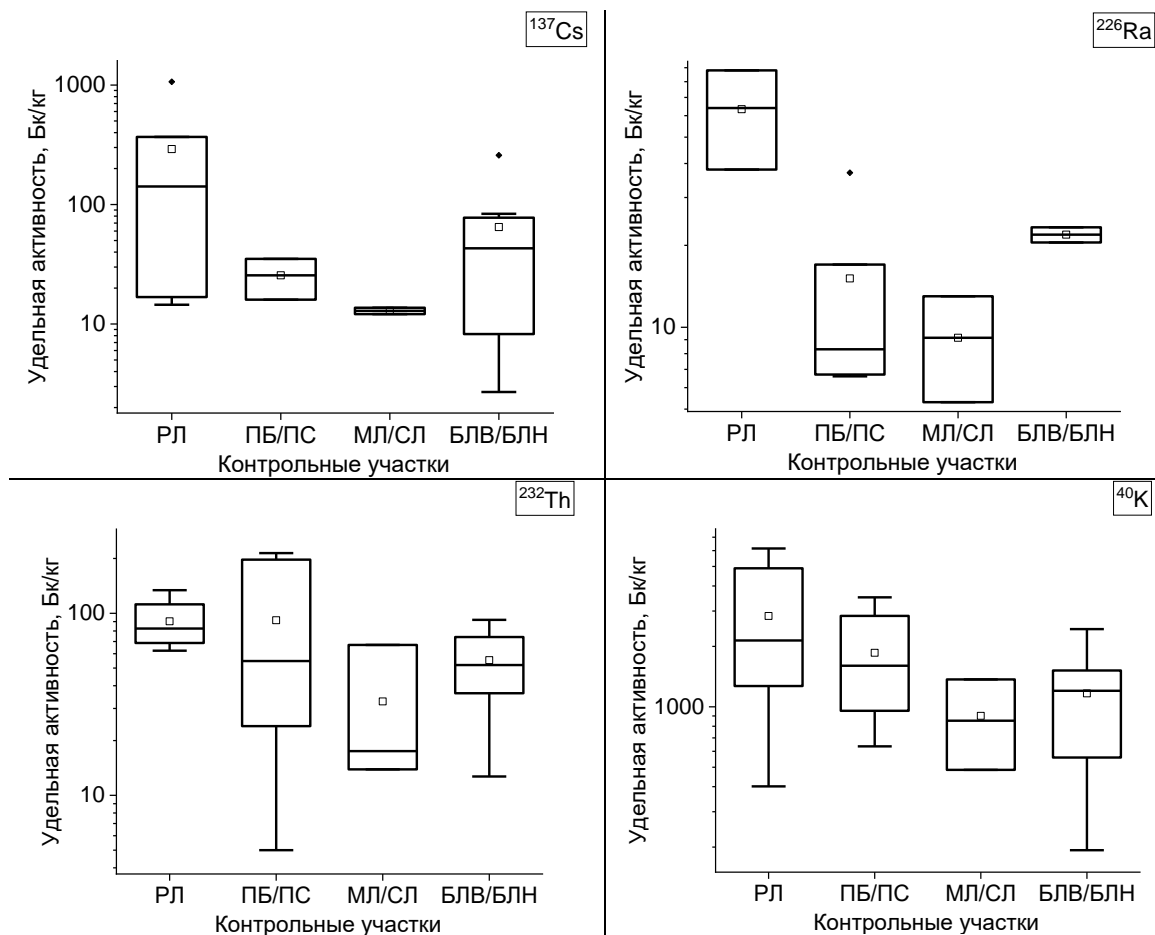 ¹³⁷Cs
Удельная активность, Бк/кг
1000
100
10
РЛ ПБ/ПС МЛ/СЛ БЛВ/БЛН
Контрольные участки
²²⁶Ra
Удельная активность, Бк/кг
10
РЛ ПБ/ПС МЛ/СЛ БЛВ/БЛН
Контрольные участки
²³²Th
Удельная активность, Бк/кг
100
10
РЛ ПБ/ПС МЛ/СЛ БЛВ/БЛН
Контрольные участки
⁴⁰K
Удельная активность, Бк/кг
1000
РЛ ПБ/ПС МЛ/СЛ БЛВ/БЛН
Контрольные участки